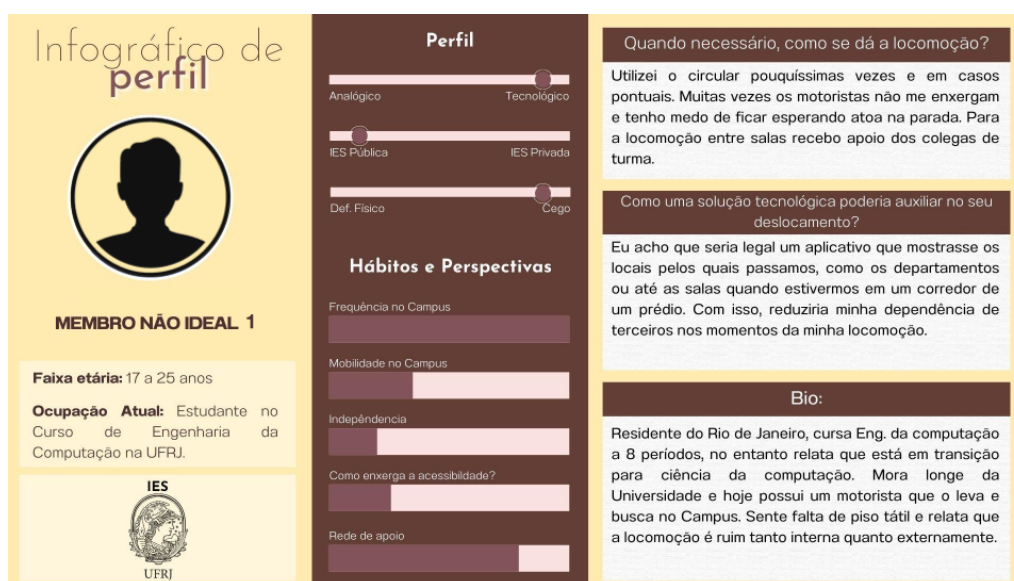 Infográfico de
perfil
MEMBRO NÃO IDEAL 1
Faixa etária: 17 a 25 anos
Ocupação Atual: Estudante no
Curso de Engenharia da
Computação na UFRJ.
IES
UFRJ
Perfil
Analógico Tecnológico
IES Pública IES Privada
Def. Físico Cego
Hábitos e Perspectivas
Frequência no Campus
Mobilidade no Campus
Indepêndencia
Como enxerga a acessibildade?
Rede de apoio
Quando necessário, como se dá a locomoção?
Utilizei o circular pouquíssimas vezes e em casos
pontuais. Muitas vezes os motoristas não me enxergam
e tenho medo de ficar esperando atoa na parada. Para
a locomoção entre salas recebo apoio dos colegas de
turma.
Como uma solução tecnológica poderia auxiliar no seu
deslocamento?
Eu acho que seria legal um aplicativo que mostrasse os
locais pelos quais passamos, como os departamentos
ou até as salas quando estivermos em um corredor de
um prédio. Com isso, reduziria minha dependência de
terceiros nos momentos da minha locomoção.
Bio:
Residente do Rio de Janeiro, cursa Eng. da computação
a 8 períodos, no entanto relata que está em transição
para ciência da computação. Mora longe da
Universidade e hoje possui um motorista que o leva e
busca no Campus. Sente falta de piso tátil e relata que
a locomoção é ruim tanto interna quanto externamente.